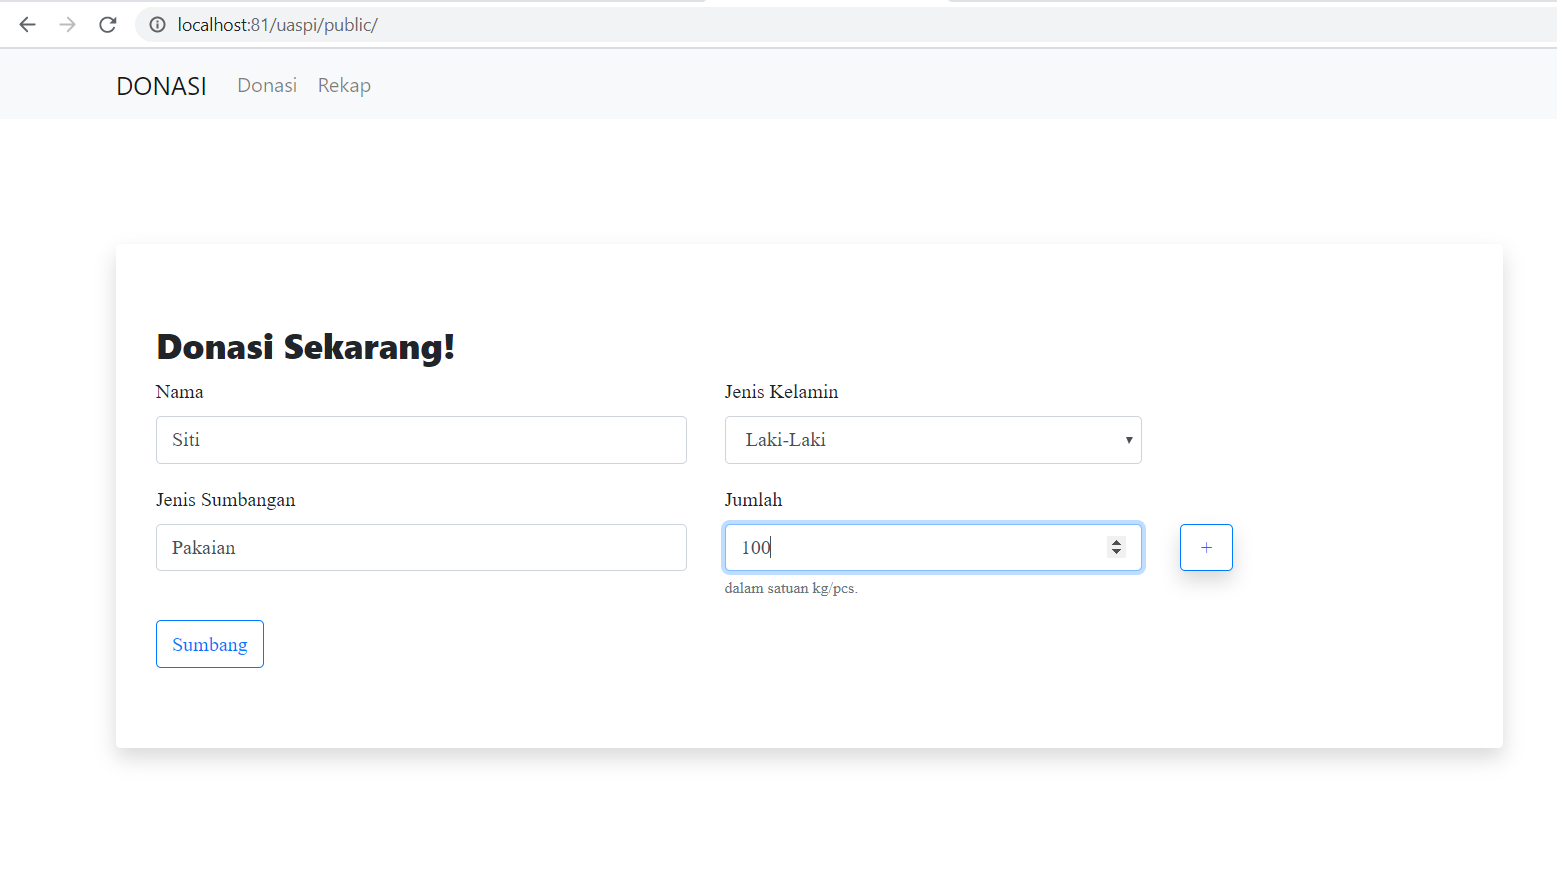 localhost:81/uaspi/public/
DONASI Donasi Rekap
Donasi Sekarang!
Nama Jenis Kelamin
Siti Laki-Laki
Jenis Sumbangan Jumlah
Pakaian 100 +
dalam satuan kg/pcs.
Sumbang